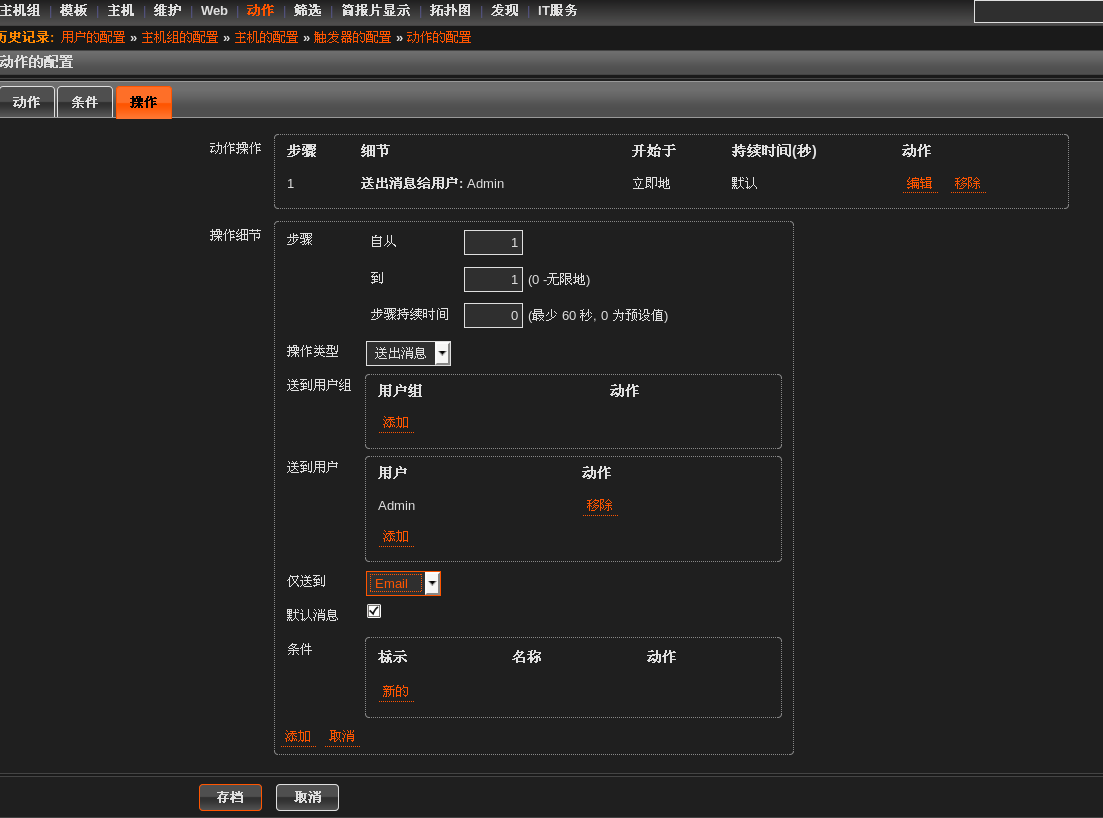 主机组 | 模板 | 主机 | 维护 | Web | 动作 | 筛选 | 简报片显示 | 拓扑图 | 发现 | IT服务
历史记录: 用户的配置 » 主机组的配置 » 主机的配置 » 触发器的配置 » 动作的配置
动作的配置
动作 条件 操作
动作操作 步骤 细节 开始于 持续时间(秒) 动作
1 送出消息给用户: Admin 立即地 默认 编辑 移除
操作细节 步骤 自从 1
到 1 (0 -无限地)
步骤持续时间 0 (最少 60 秒, 0 为预设值)
操作类型 送出消息
送到用户组 用户组 动作
添加
送到用户 用户 动作
Admin 移除
添加
仅送到 Email
默认消息
条件 标示 名称 动作
新的
添加 取消
存档 取消